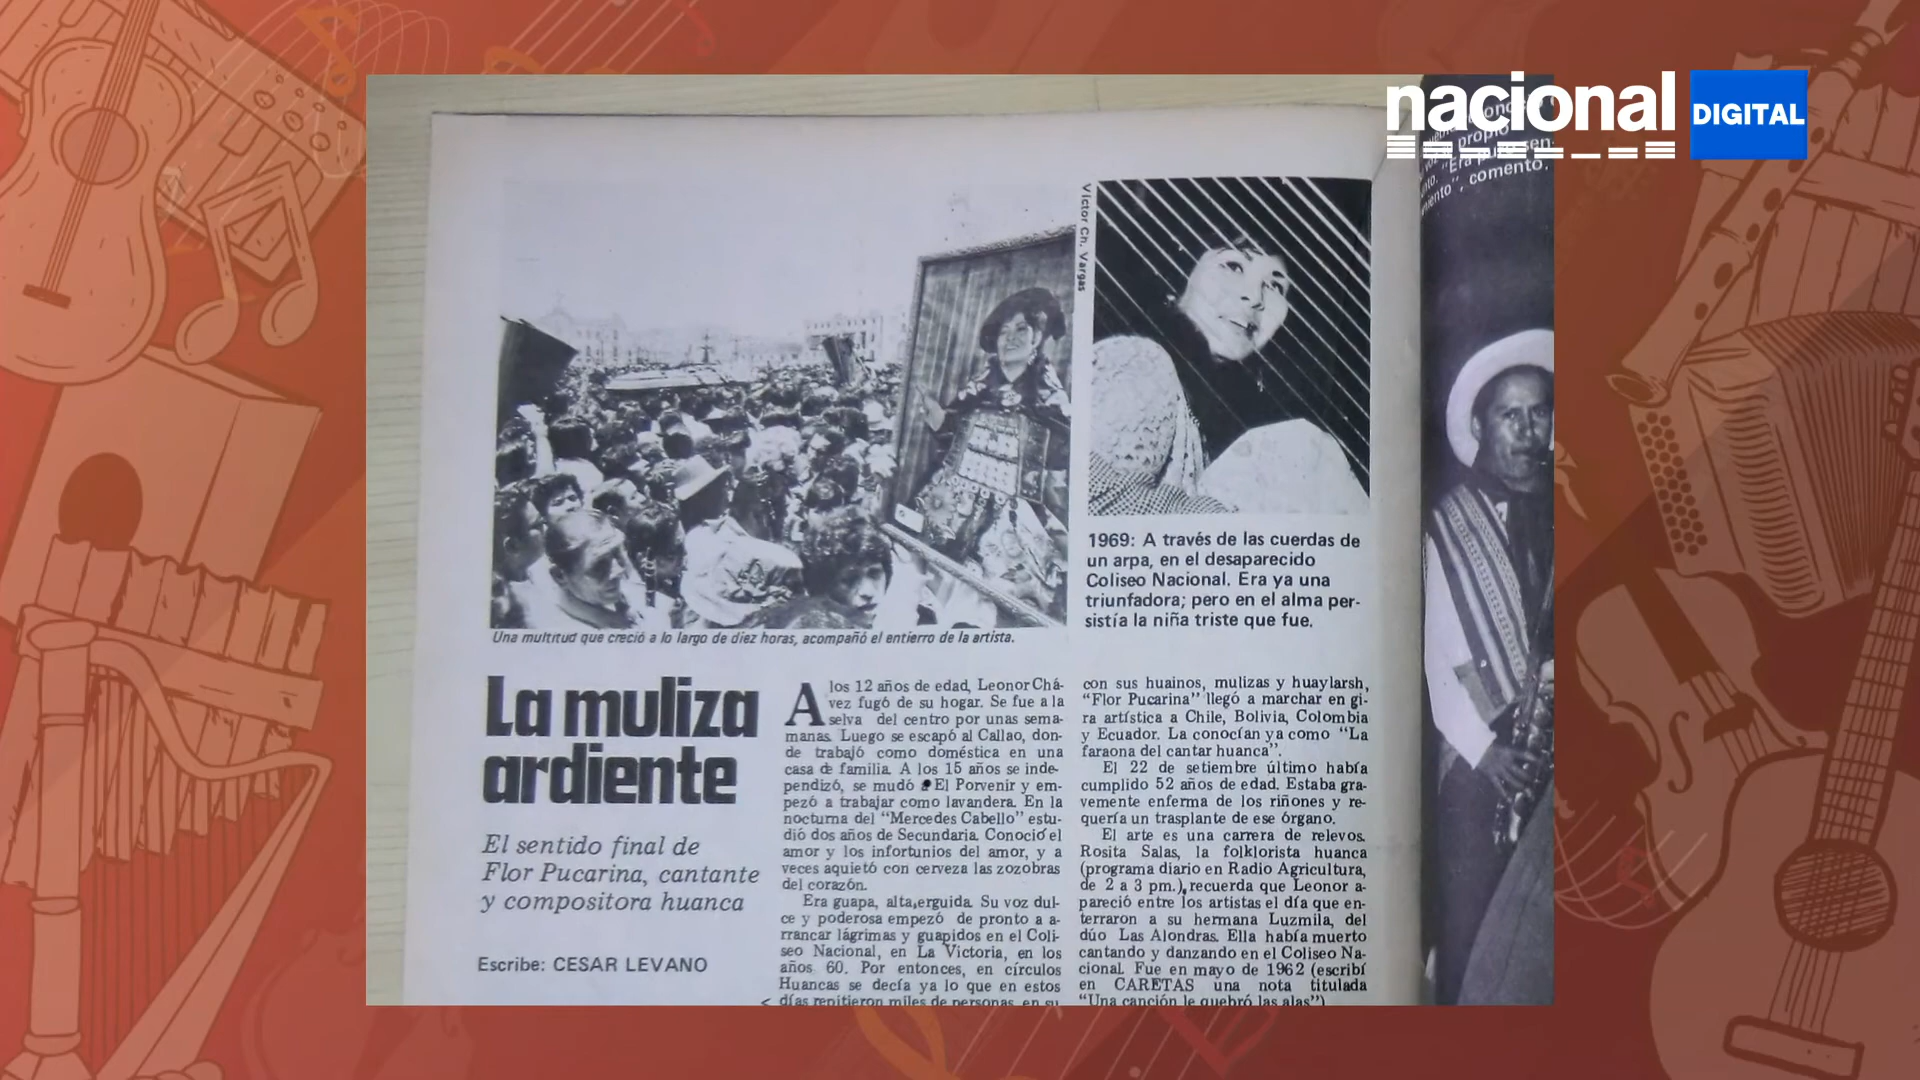 nacional
DIGITAL
propio
"Era puro sen-
miento", comentó.
Victor Ch. Vargas
1969: A través de las cuerdas de
un arpa, en el desaparecido
Coliseo Nacional. Era ya una
triunfadora; pero en el alma per-
sistía la niña triste que fue.
Una multitud que creció a lo largo de diez horas, acompañó el entierro de la artista.
La muliza
ardiente
El sentido final de
Flor Pucarina, cantante
y compositora huanca
Escribe: CESAR LEVANO
A los 12 años de edad, Leonor Chá-
vez fugó de su hogar. Se fue a la
selva del centro por unas sema-
manas. Luego se escapó al Callao, don-
de trabajó como doméstica en una
casa de familia. A los 15 años se inde-
pendizó, se mudó a El Porvenir y em-
pezó a trabajar como lavandera. En la
nocturna del "Mercedes Cabello" estu-
dió dos años de Secundaria. Conoció el
amor y los infortunios del amor, y a
veces aquietó con cerveza las zozobras
del corazón.
Era guapa, alta, erguida. Su voz dul-
ce y poderosa empezó de pronto a a-
rrancar lágrimas y guapidos en el Coli-
seo Nacional, en La Victoria, en los
años 60. Por entonces, en círculos
Huancas se decía ya lo que en estos
días repitieron miles de personas, en su
con sus huainos, mulizas y huaylarsh,
"Flor Pucarina" llegó a marchar en gi-
ra artística a Chile, Bolivia, Colombia
y Ecuador. La conocían ya como "La
faraona del cantar huanca".
El 22 de setiembre último había
cumplido 52 años de edad. Estaba gra-
vemente enferma de los riñones y re-
quería un trasplante de ese órgano.
El arte es una carrera de relevos.
Rosita Salas, la folklorista huanca
(programa diario en Radio Agricultura,
de 2 a 3 pm.), recuerda que Leonor a-
pareció entre los artistas el día que en-
terraron a su hermana Luzmila, del
dúo Las Alondras. Ella había muerto
cantando y danzando en el Coliseo Na-
cional. Fue en mayo de 1962 (escribí
en CARETAS una nota titulada
"Una canción le quebró las alas")